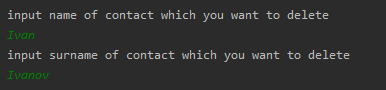 input name of contact which you want to delete
Ivan
input surname of contact which you want to delete
Ivanov